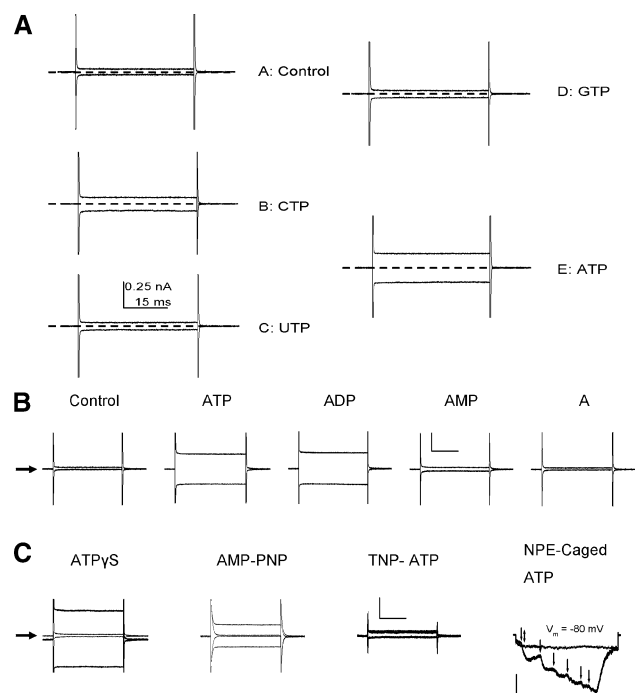 A
A: Control
D: GTP
B: CTP
E: ATP
0.25 nA
15 ms
C: UTP
B
Control
ATP
ADP
AMP
A
C
ATPγS
AMP-PNP
TNP- ATP
NPE-Caged
ATP
Vm = -80 mV